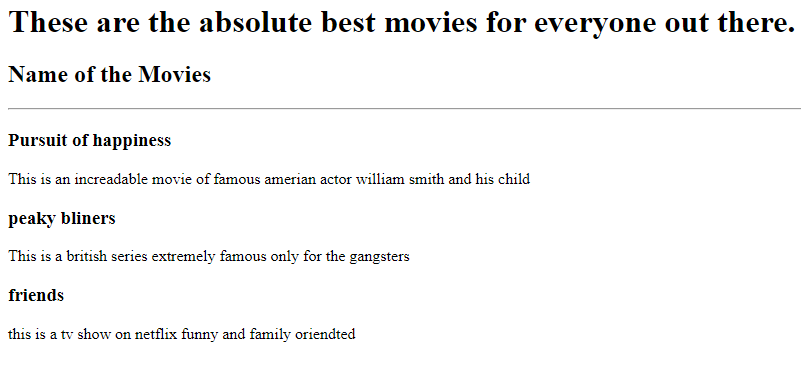 These are the absolute best movies for everyone out there.
Name of the Movies
Pursuit of happiness
This is an increadable movie of famous amerian actor william smith and his child
peaky bliners
This is a british series extremely famous only for the gangsters
friends
this is a tv show on netflix funny and family oriendted